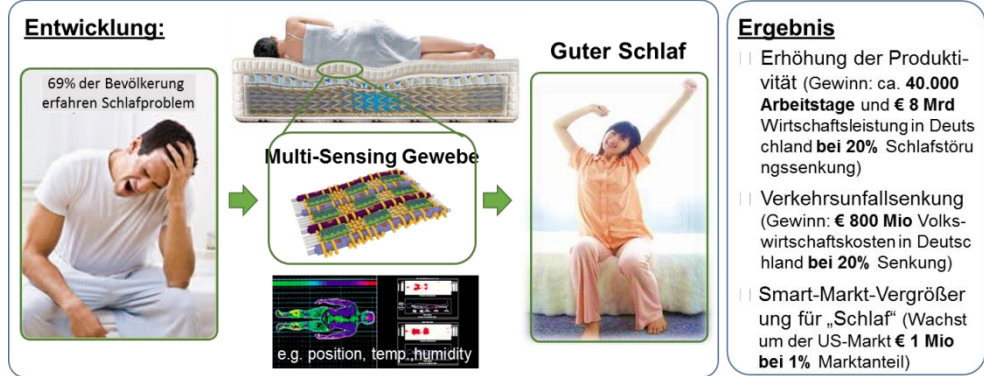 Entwicklung:
69% der Bevölkerung
erfahren Schlafproblem
Multi-Sensing Gewebe
e.g. position, temp.,humidity
Guter Schlaf
Ergebnis
Erhöhung der Produkti-
vität (Gewinn: ca. 40.000
Arbeitstage und € 8 Mrd
Wirtschaftsleistung in Deuts
chland bei 20% Schlafstöru
ngssenkung)
Verkehrsunfallsenkung
(Gewinn: € 800 Mio Volks-
wirtschaftskosten in Deutsc
hland bei 20% Senkung)
Smart-Markt-Vergrößer
ung für „Schlaf“ (Wachst
um der US-Markt € 1 Mio
bei 1% Marktanteil)